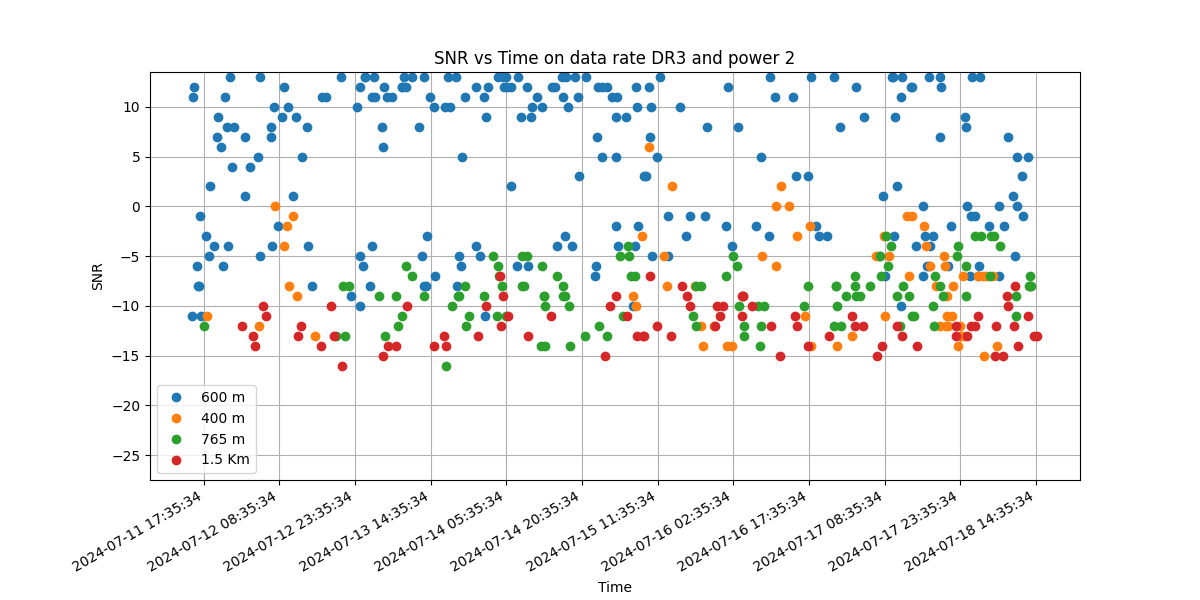 SNR vs Time on data rate DR3 and power 2
SNR
10
5
0
−5
−10
−15
−20
−25
600 m
400 m
765 m
1.5 Km
2024-07-11 17:35:34
2024-07-12 08:35:34
2024-07-12 23:35:34
2024-07-13 14:35:34
2024-07-14 05:35:34
2024-07-14 20:35:34
2024-07-15 11:35:34
2024-07-16 02:35:34
2024-07-16 17:35:34
2024-07-17 08:35:34
2024-07-17 23:35:34
2024-07-18 14:35:34
Time